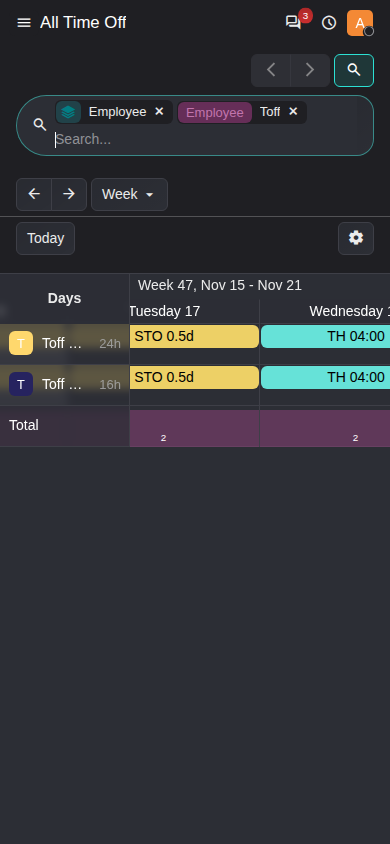 All Time Off
3
A
Employee ✕
Employee Toff ✕
Search...
Week
Today
Week 47, Nov 15 - Nov 21
Days
Tuesday 17
Wednesday 1
T Toff ... 24h
STO 0.5d
TH 04:00
T Toff ... 16h
STO 0.5d
TH 04:00
Total
2
2